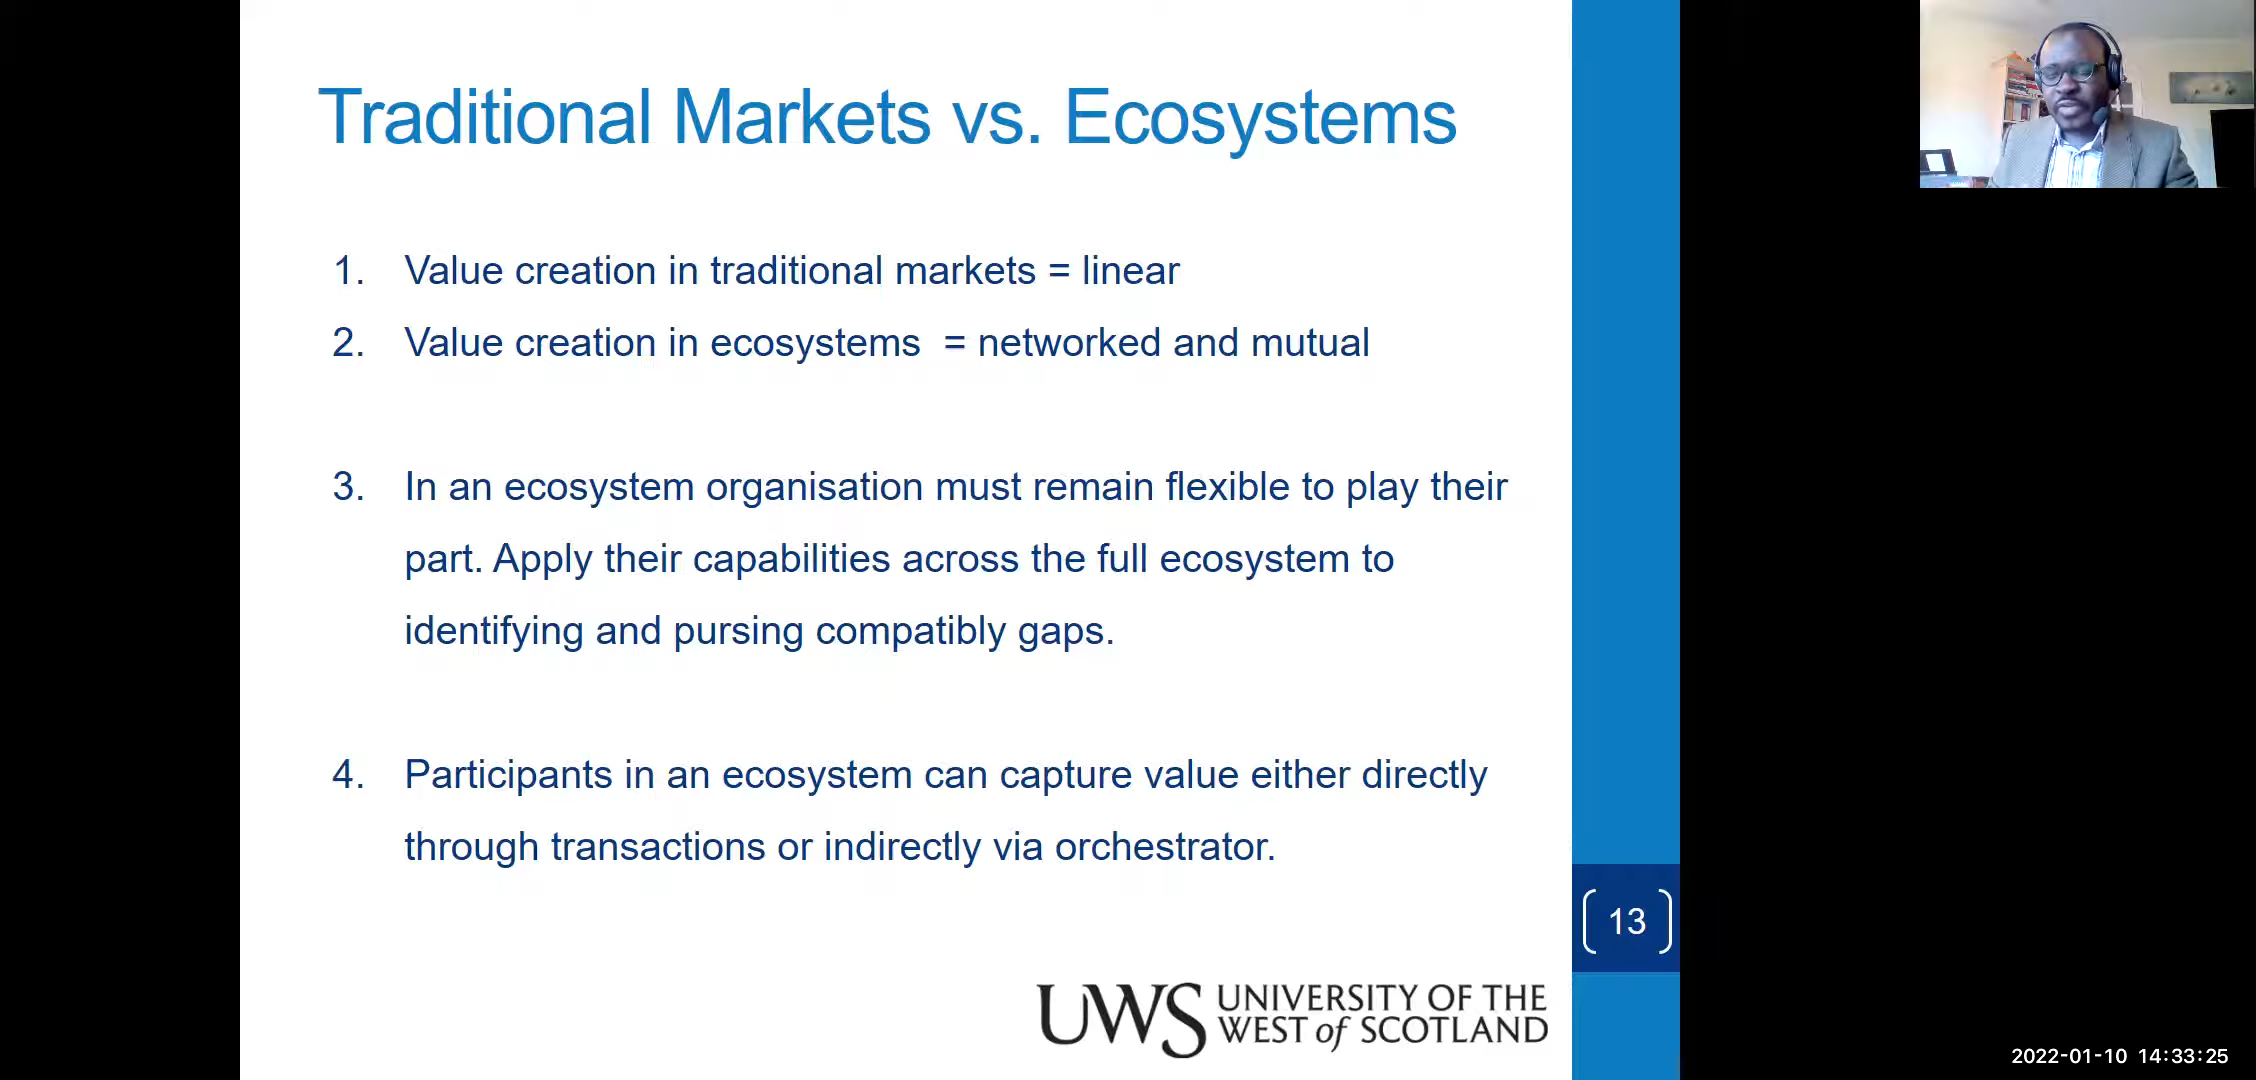 Traditional Markets vs. Ecosystems
1. Value creation in traditional markets = linear
2. Value creation in ecosystems = networked and mutual
3. In an ecosystem organisation must remain flexible to play their
part. Apply their capabilities across the full ecosystem to
identifying and pursing compatibly gaps.
4. Participants in an ecosystem can capture value either directly
through transactions or indirectly via orchestrator.
13
UWS UNIVERSITY OF THE
WEST of SCOTLAND
2022-01-10 14:33:25